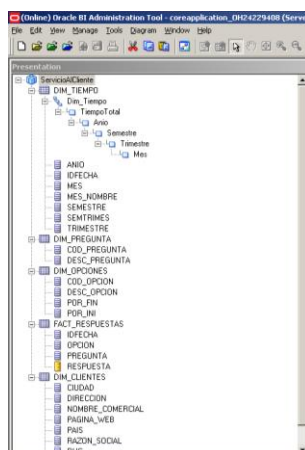 (Online) Oracle BI Administration Tool - coreapplication_OH24229408 (Serve
File Edit View Manage Tools Diagram Window Help
Presentation
ServicioAlCliente
DIM_TIEMPO
Dim_Tiempo
TiempoTotal
Anio
Semestre
Trimestre
Mes
ANIO
IDFECHA
MES
MES_NOMBRE
SEMESTRE
SEMTRIMES
TRIMESTRE
DIM_PREGUNTA
COD_PREGUNTA
DESC_PREGUNTA
DIM_OPCIONES
COD_OPCION
DESC_OPCION
POR_FIN
POR_INI
FACT_RESPUESTAS
IDFECHA
OPCION
PREGUNTA
RESPUESTA
DIM_CLIENTES
CIUDAD
DIRECCION
NOMBRE_COMERCIAL
PAGINA_WEB
PAIS
RAZON_SOCIAL